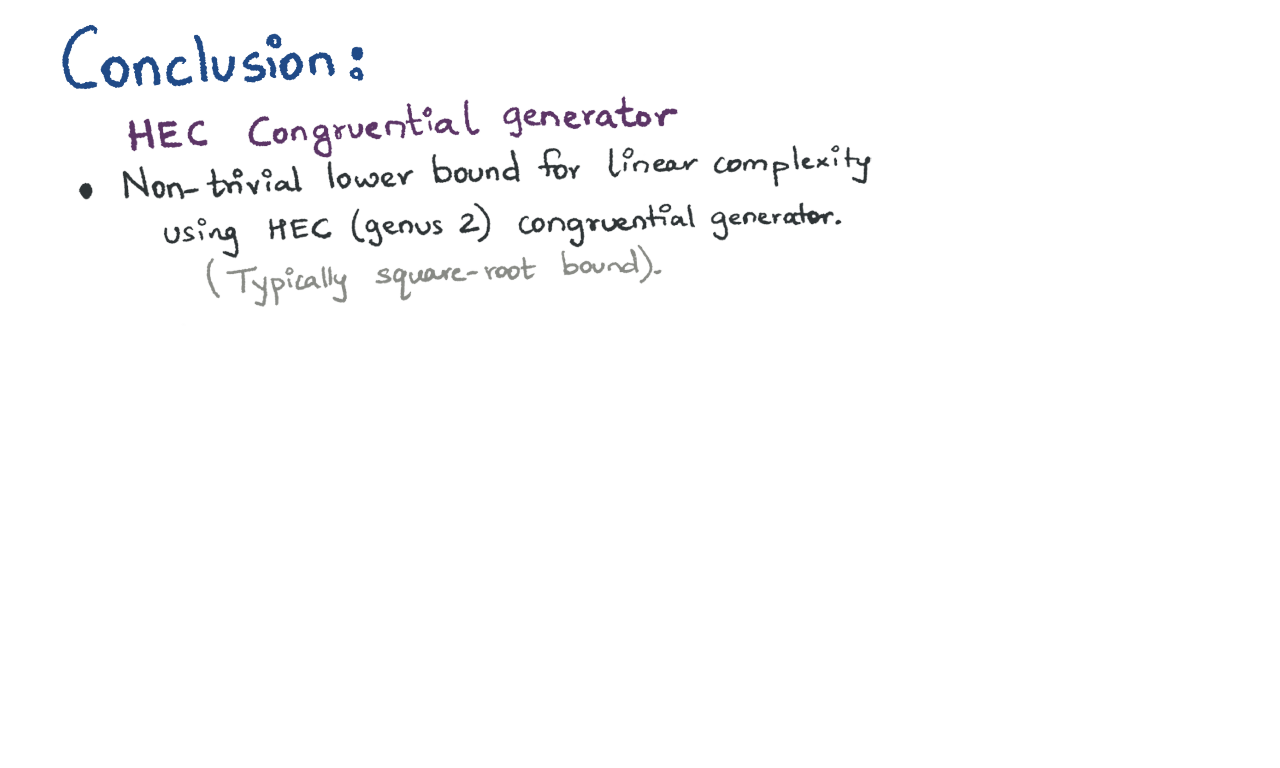 Conclusion:
HEC Congruential generator
• Non-trivial lower bound for linear complexity
using HEC (genus 2) congruential generator.
(Typically square-root bound).